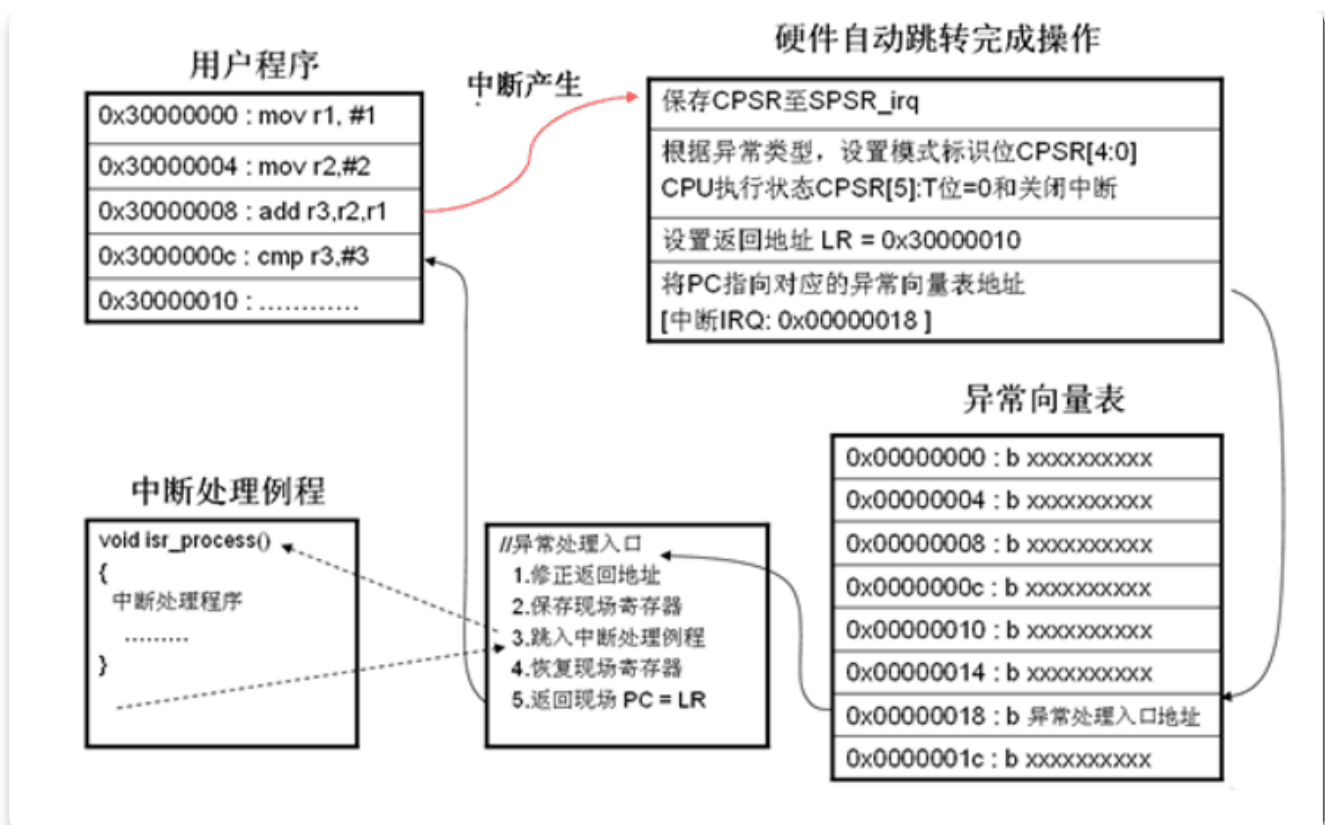 用户程序
0x30000000 : mov r1, #1
0x30000004 : mov r2,#2
0x30000008 : add r3,r2,r1
0x3000000c : cmp r3,#3
0x30000010 : …………
中断产生
硬件自动跳转完成操作
保存CPSR至SPSR_irq
根据异常类型，设置模式标识位CPSR[4:0]
CPU执行状态CPSR[5]:T位=0和关闭中断
设置返回地址 LR = 0x30000010
将PC指向对应的异常向量表地址
[中断IRQ: 0x00000018 ]
异常向量表
0x00000000 : b xxxxxxxxxx
0x00000004 : b xxxxxxxxxx
0x00000008 : b xxxxxxxxxx
0x0000000c : b xxxxxxxxxx
0x00000010 : b xxxxxxxxxx
0x00000014 : b xxxxxxxxxx
0x00000018 : b 异常处理入口地址
0x0000001c : b xxxxxxxxxx
//异常处理入口
1.修正返回地址
2.保存现场寄存器
3.跳入中断处理例程
4.恢复现场寄存器
5.返回现场 PC = LR
中断处理例程
void isr_process()
{
中断处理程序
………
}